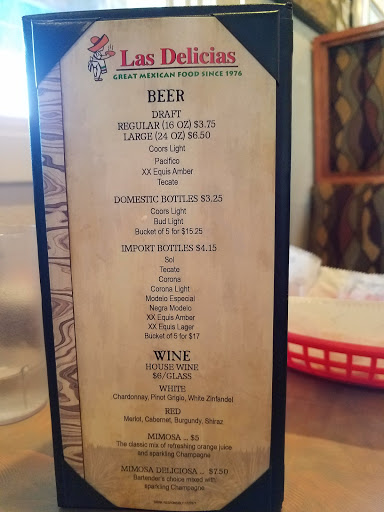 Las Delicias
GREAT MEXICAN FOOD SINCE 1976
BEER
DRAFT
REGULAR (16 OZ) $3.75
LARGE (24 OZ) $6.50
Coors Light
Pacifico
XX Equis Amber
Tecate
DOMESTIC BOTTLES $3.25
Coors Light
Bud Light
Bucket of 5 for $15.25
IMPORT BOTTLES $4.15
Sol
Tecate
Corona
Corona Light
Modelo Especial
Negra Modelo
XX Equis Amber
XX Equis Lager
Bucket of 5 for $17
WINE
HOUSE WINE
$6/GLASS
WHITE
Chardonnay, Pinot Grigio, White Zinfandel
RED
Merlot, Cabernet, Burgundy, Shiraz
MIMOSA ... $5
The classic mix of refreshing orange juice
and sparkling Champagne
MIMOSA DELICIOSA ... $7.50
Bartender's choice mixed with
sparkling Champagne